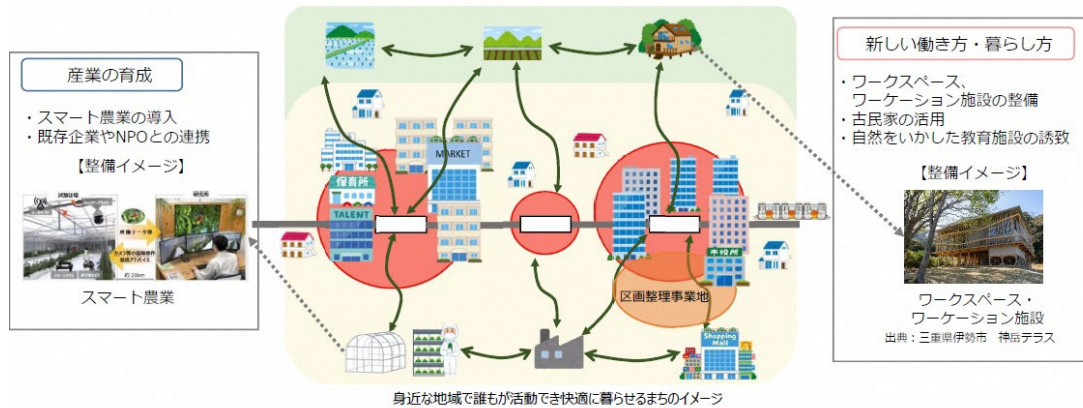 産業の育成
・スマート農業の導入
・既存企業やNPOとの連携
【整備イメージ】
研究所
約 20km
スマート農業
MARKET
保育所
TALENT
市役所
区画整理事業地
Shopping
Mall
身近な地域で誰もが活動でき快適に暮らせるまちのイメージ
新しい働き方・暮らし方
・ワークスペース、
ワーケーション施設の整備
・古民家の活用
・自然をいかした教育施設の誘致
【整備イメージ】
ワークスペース・
ワーケーション施設
出典：三重県伊勢市 神岳テラス